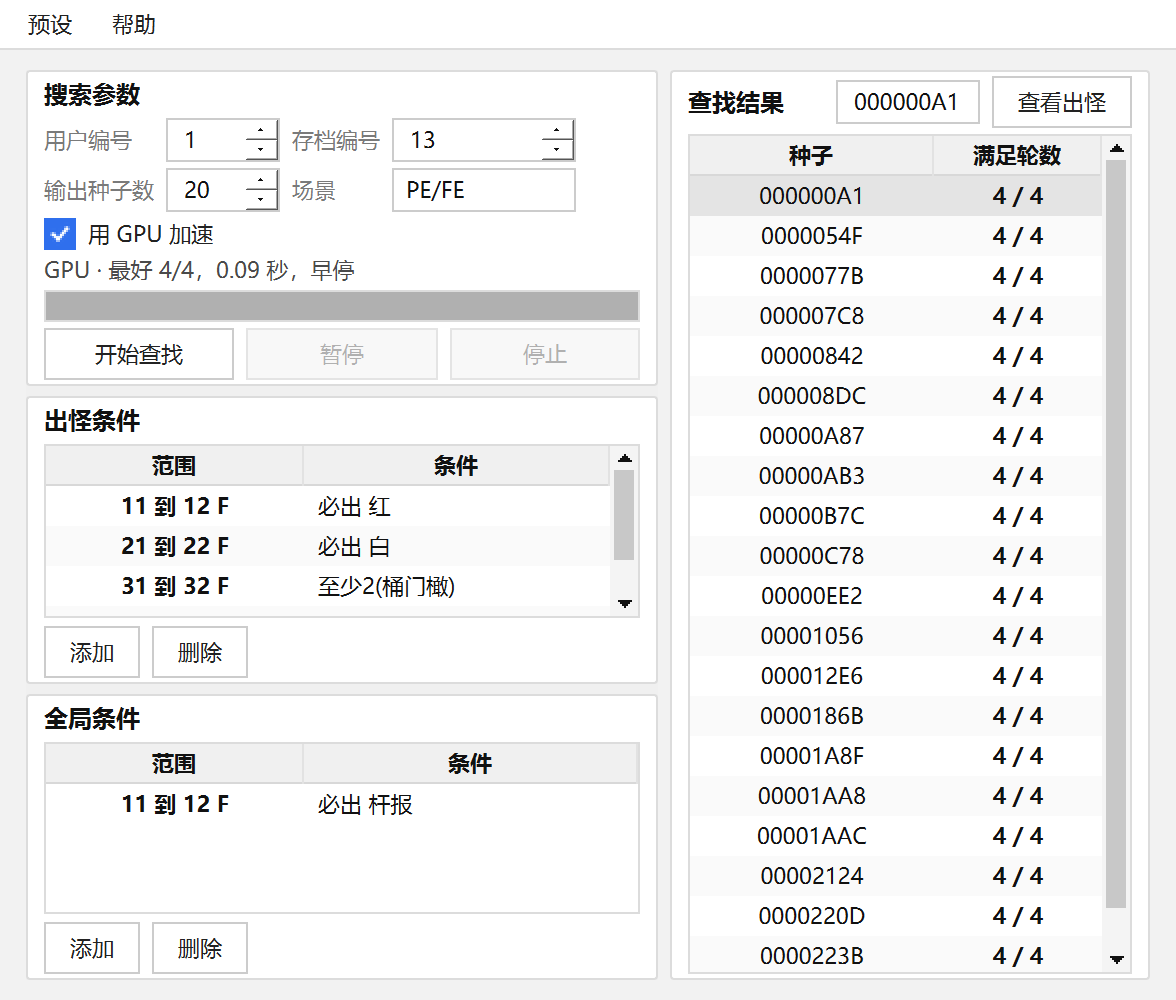 预设 帮助
搜索参数
用户编号 1 存档编号 13
输出种子数 20 场景 PE/FE
用 GPU 加速
GPU · 最好 4/4，0.09 秒，早停
开始查找 暂停 停止
出怪条件
范围 条件
11 到 12 F 必出 红
21 到 22 F 必出 白
31 到 32 F 至少2(桶门橄)
添加 删除
全局条件
范围 条件
11 到 12 F 必出 杆报
添加 删除
查找结果 000000A1 查看出怪
种子 满足轮数
000000A1 4 / 4
0000054F 4 / 4
0000077B 4 / 4
000007C8 4 / 4
00000842 4 / 4
000008DC 4 / 4
00000A87 4 / 4
00000AB3 4 / 4
00000B7C 4 / 4
00000C78 4 / 4
00000EE2 4 / 4
00001056 4 / 4
000012E6 4 / 4
0000186B 4 / 4
00001A8F 4 / 4
00001AA8 4 / 4
00001AAC 4 / 4
00002124 4 / 4
0000220D 4 / 4
0000223B 4 / 4